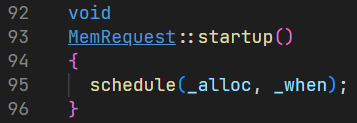 92 void
93 MemRequest::startup()
94 {
95     schedule(_alloc, _when);
96 }